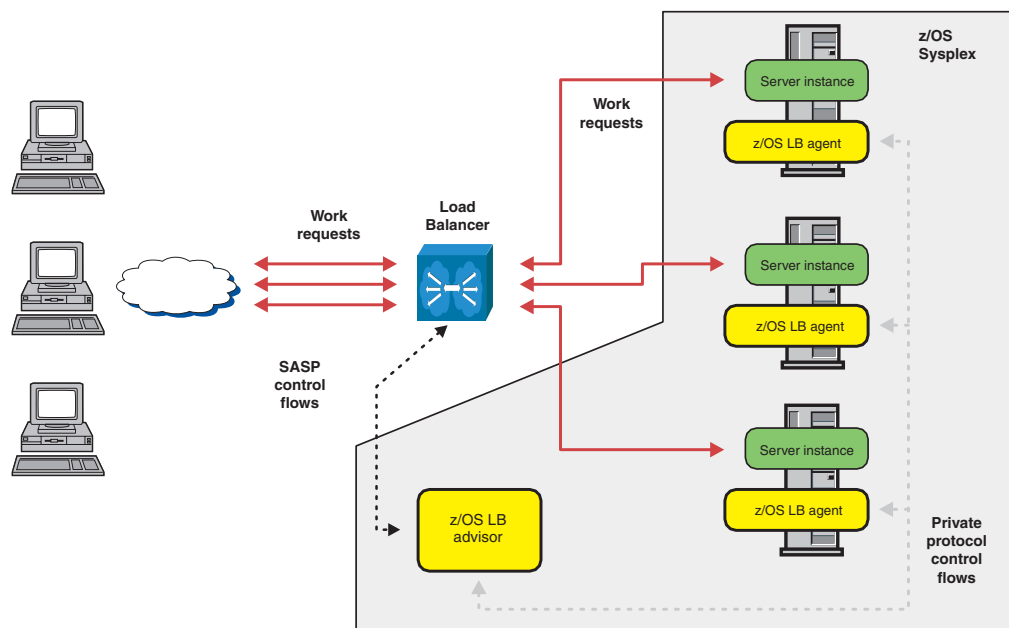 z/OS
Sysplex
Server instance
z/OS LB agent
Work
requests
Load
Balancer
Work
requests
Server instance
z/OS LB agent
SASP
control
flows
Server instance
z/OS LB agent
z/OS LB
advisor
Private
protocol
control
flows